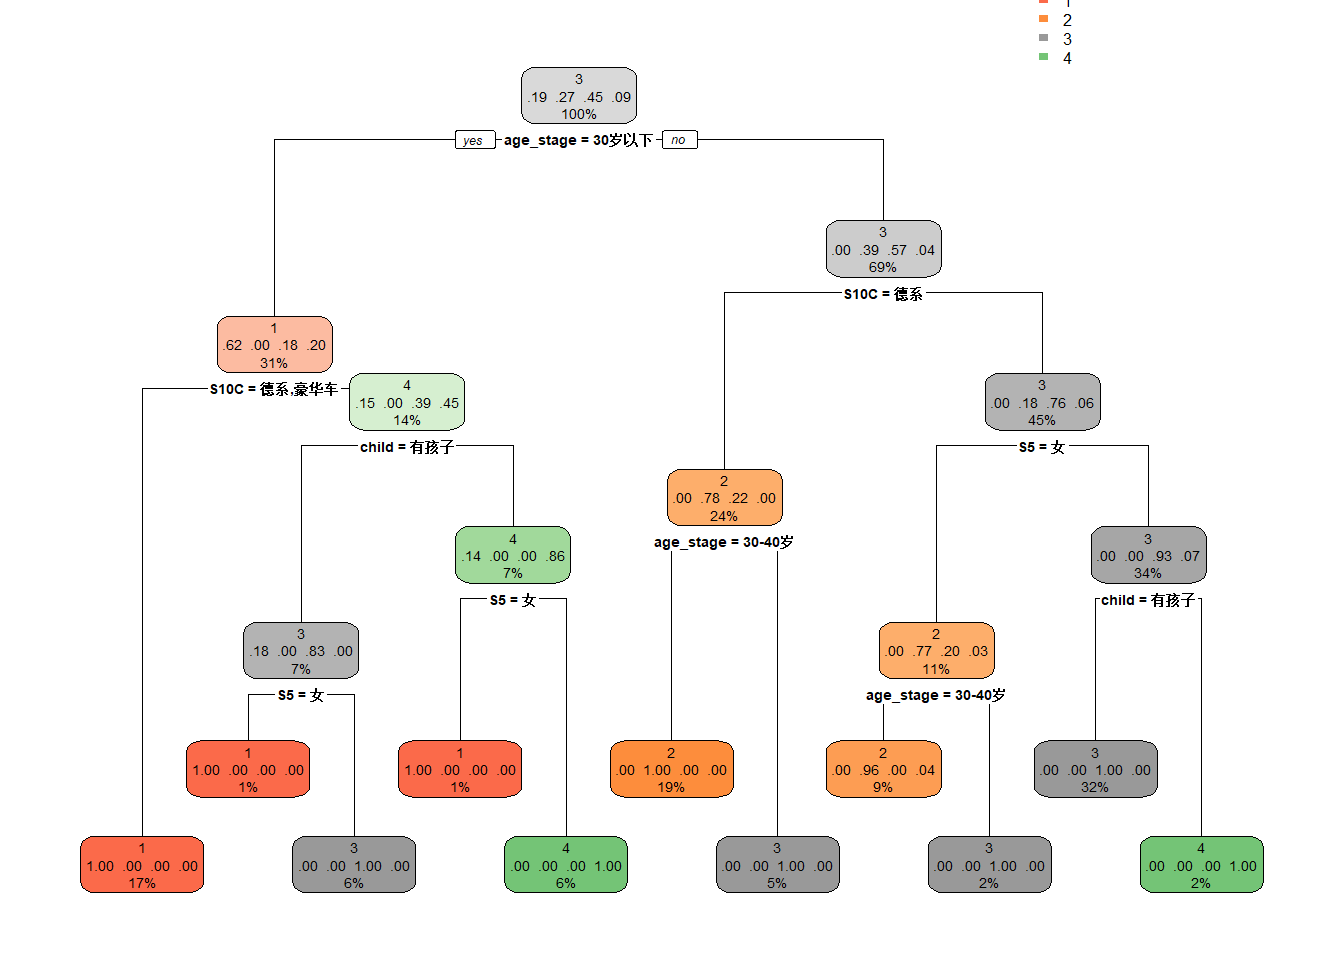 1
2
3
4
3
.19 .27 .45 .09
100%
yes age_stage = 30岁以下 no
3
.00 .39 .57 .04
69%
S10C = 德系
1
.62 .00 .18 .20
31%
S10C = 德系,豪华车
4
.15 .00 .39 .45
14%
child = 有孩子
3
.00 .18 .76 .06
45%
S5 = 女
2
.00 .78 .22 .00
24%
age_stage = 30-40岁
4
.14 .00 .00 .86
7%
S5 = 女
3
.00 .00 .93 .07
34%
child = 有孩子
3
.18 .00 .83 .00
7%
S5 = 女
2
.00 .77 .20 .03
11%
age_stage = 30-40岁
1
1.00 .00 .00 .00
1%
1
1.00 .00 .00 .00
1%
2
.00 1.00 .00 .00
19%
2
.00 .96 .00 .04
9%
3
.00 .00 1.00 .00
32%
1
1.00 .00 .00 .00
17%
3
.00 .00 1.00 .00
6%
4
.00 .00 .00 1.00
6%
3
.00 .00 1.00 .00
5%
3
.00 .00 1.00 .00
2%
4
.00 .00 .00 1.00
2%